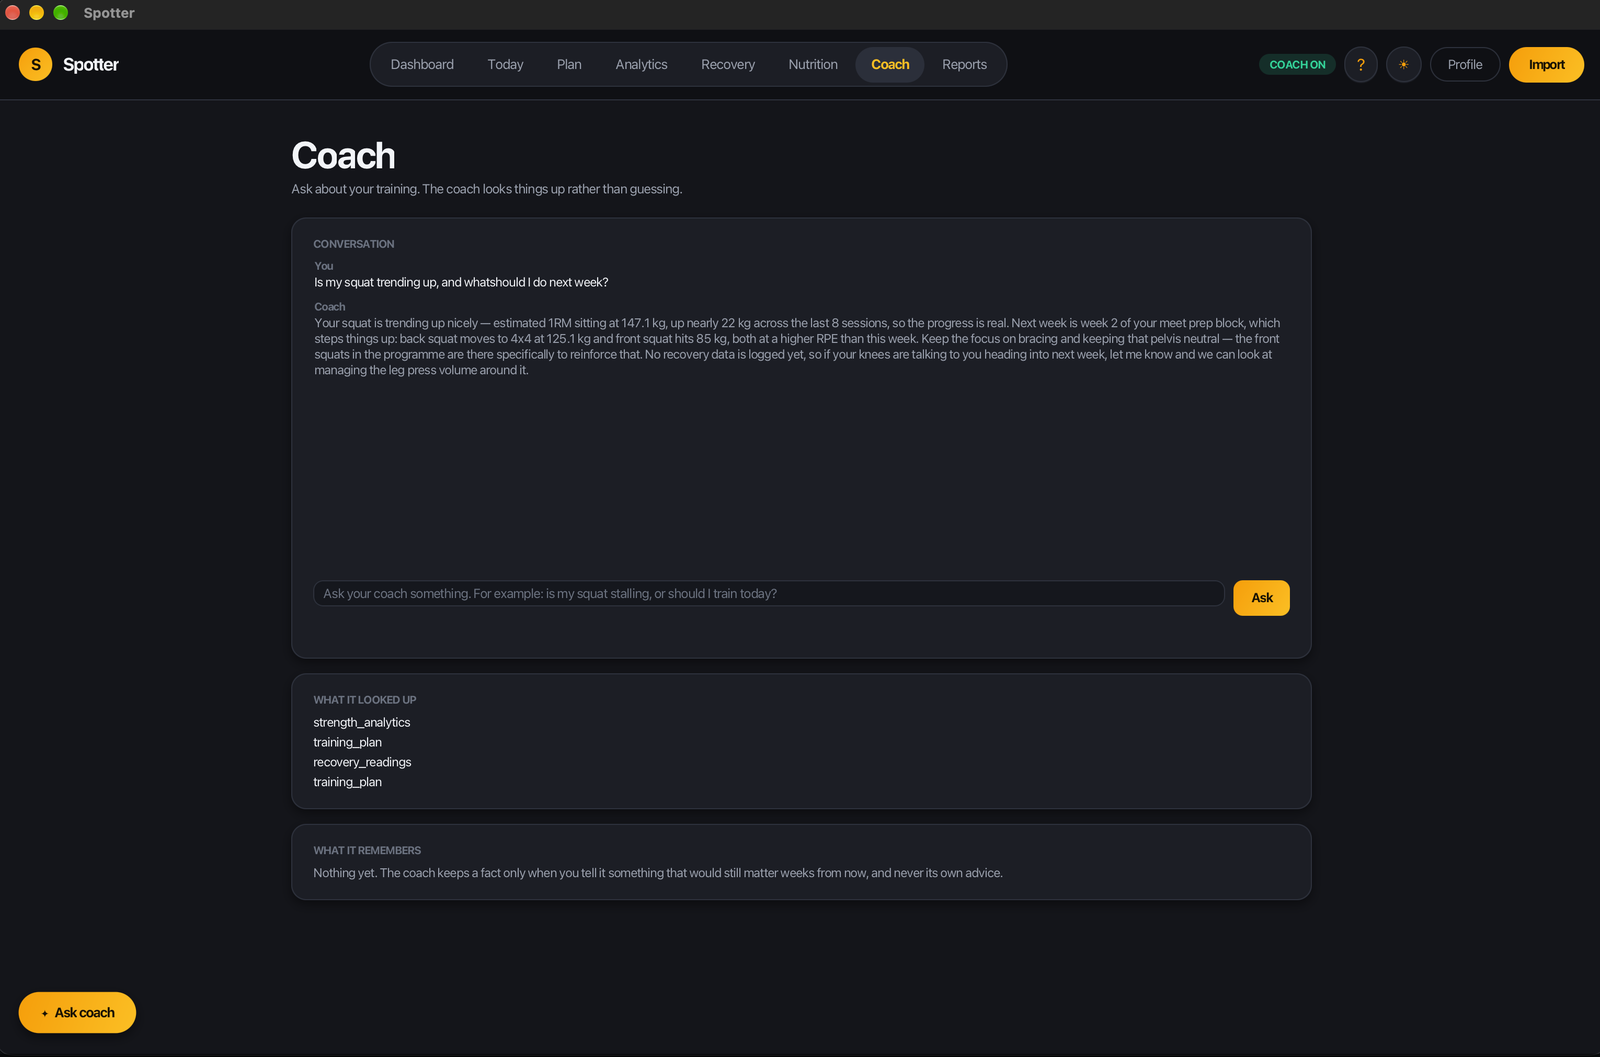 Spotter
S
Spotter
Dashboard
Today
Plan
Analytics
Recovery
Nutrition
Coach
Reports
COACH ON
?
Profile
Import
Coach
Ask about your training. The coach looks things up rather than guessing.
CONVERSATION
You
Is my squat trending up, and whatshould I do next week?
Coach
Your squat is trending up nicely — estimated 1RM sitting at 147.1 kg, up nearly 22 kg across the last 8 sessions, so the progress is real. Next week is week 2 of your meet prep block, which
steps things up: back squat moves to 4x4 at 125.1 kg and front squat hits 85 kg, both at a higher RPE than this week. Keep the focus on bracing and keeping that pelvis neutral — the front
squats in the programme are there specifically to reinforce that. No recovery data is logged yet, so if your knees are talking to you heading into next week, let me know and we can look at
managing the leg press volume around it.
Ask your coach something. For example: is my squat stalling, or should I train today?
Ask
WHAT IT LOOKED UP
strength_analytics
training_plan
recovery_readings
training_plan
WHAT IT REMEMBERS
Nothing yet. The coach keeps a fact only when you tell it something that would still matter weeks from now, and never its own advice.
Ask coach